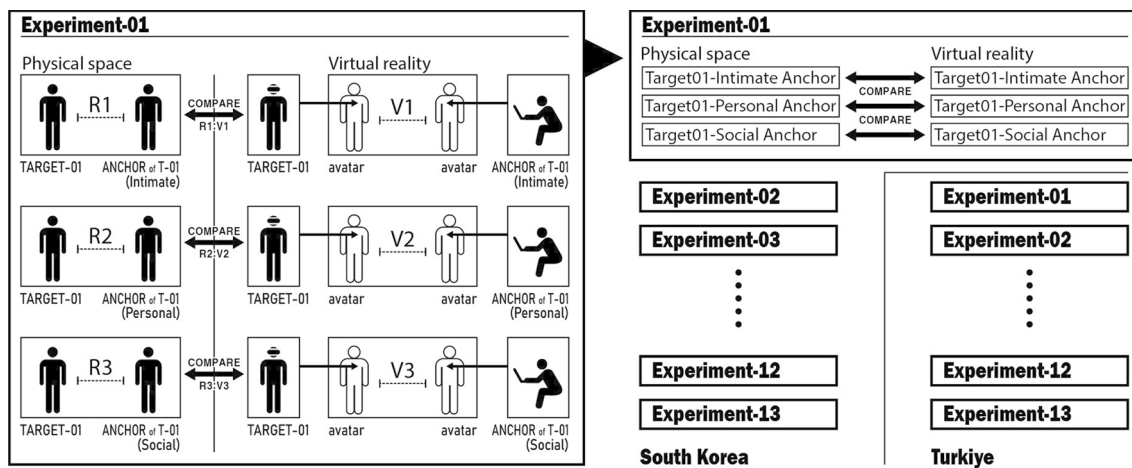 Experiment-01
Physical space
Virtual reality
R1
COMPARE
R1 V1
V1
TARGET-01
ANCHOR of T-01
(Intimate)
TARGET-01
avatar
avatar
ANCHOR of T-01
(Intimate)
R2
COMPARE
R2 V2
V2
TARGET-01
ANCHOR of T-01
(Personal)
TARGET-01
avatar
avatar
ANCHOR of T-01
(Personal)
R3
COMPARE
R3 V3
V3
TARGET-01
ANCHOR of T-01
(Social)
TARGET-01
avatar
avatar
ANCHOR of T-01
(Social)
Experiment-01
Physical space
Virtual reality
Target01-Intimate Anchor
Target01-Intimate Anchor
COMPARE
Target01-Personal Anchor
Target01-Personal Anchor
COMPARE
Target01-Social Anchor
Target01-Social Anchor
Experiment-02
Experiment-03
Experiment-12
Experiment-13
South Korea
Experiment-01
Experiment-02
Experiment-12
Experiment-13
Turkiye